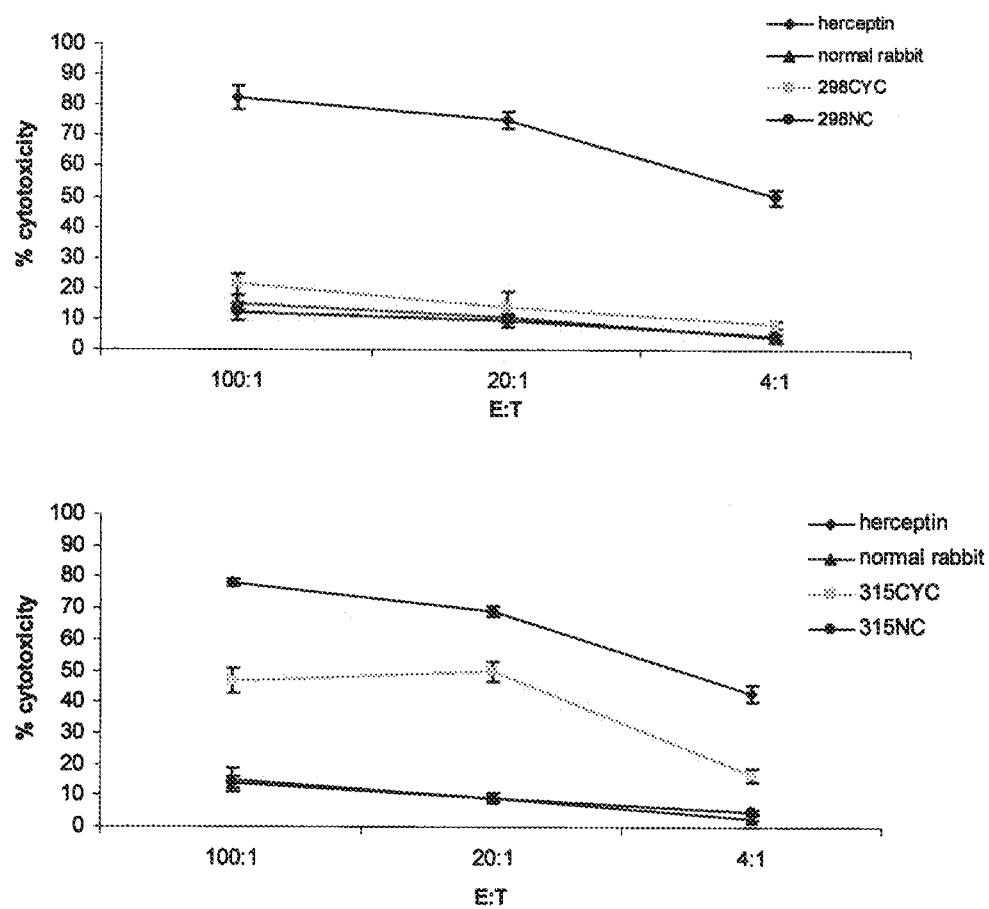 herceptin
normal rabbit
298CYC
298NC
% cytotoxicity
100
90
80
70
60
50
40
30
20
10
0
100:1 20:1 4:1
E:T
herceptin
normal rabbit
315CYC
315NC
% cytotoxicity
100
90
80
70
60
50
40
30
20
10
0
100:1 20:1 4:1
E:T